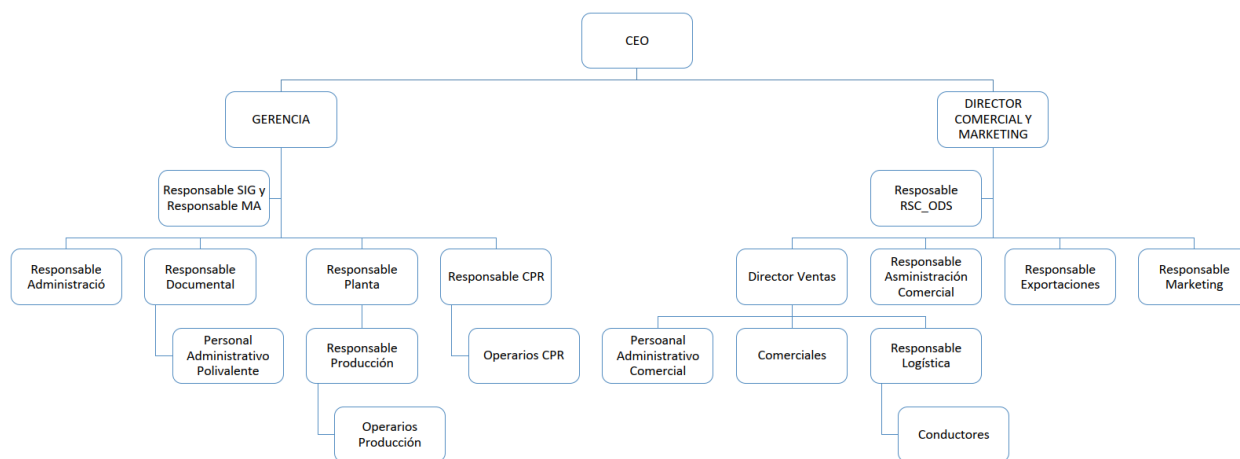 CEO
GERENCIA
DIRECTOR
COMERCIAL Y
MARKETING
Responsable SIG y
Responsable MA
Resposable
RSC_ODS
Responsable
Administració
Responsable
Documental
Responsable
Planta
Responsable CPR
Director Ventas
Responsable
Asministración
Comercial
Responsable
Exportaciones
Responsable
Marketing
Personal
Administrativo
Polivalente
Responsable
Producción
Operarios CPR
Persoanal
Administrativo
Comercial
Comerciales
Responsable
Logística
Operarios
Producción
Conductores